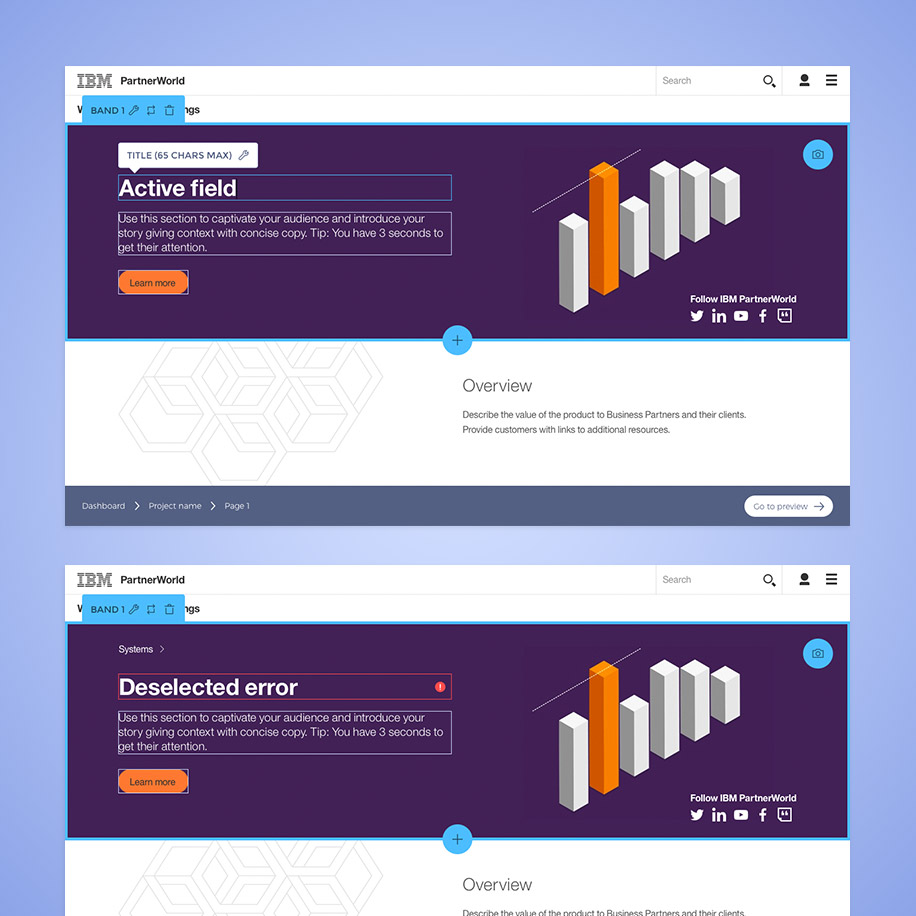 IBM PartnerWorld
Search
BAND 1
TITLE (65 CHARS MAX)
Active field
Use this section to captivate your audience and introduce your
story giving context with concise copy. Tip: You have 3 seconds to
get their attention.
Learn more
Follow IBM PartnerWorld
Overview
Describe the value of the product to Business Partners and their clients.
Provide customers with links to additional resources.
Dashboard
Project name
Page 1
Go to preview
IBM PartnerWorld
Search
BAND 1
Systems
Deselected error
Use this section to captivate your audience and introduce your
story giving context with concise copy. Tip: You have 3 seconds to
get their attention.
Learn more
Follow IBM PartnerWorld
Overview
Describe the value of the product to Business Partners and their clients.